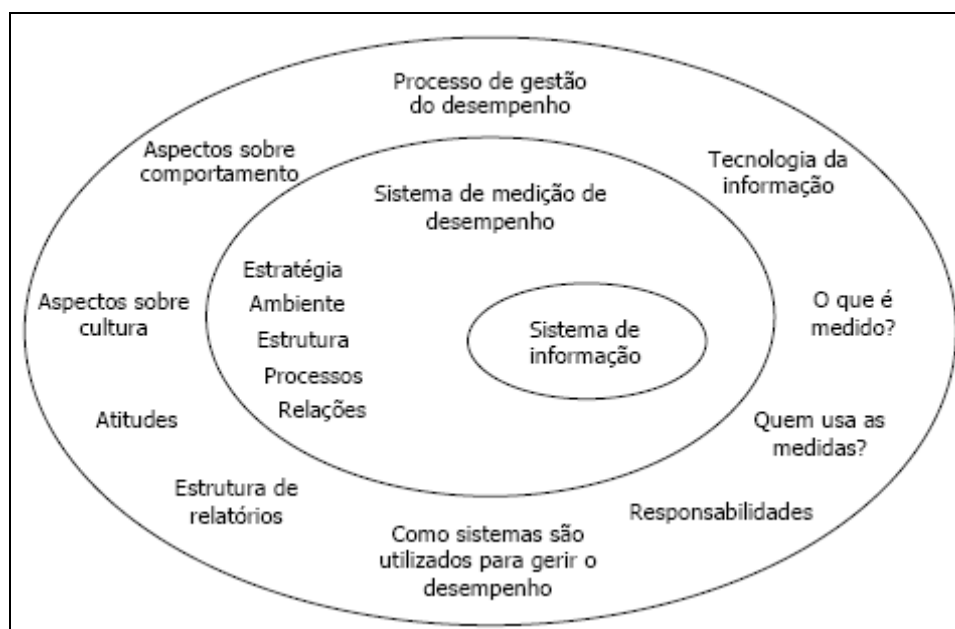 Processo de gestão
do desempenho
Aspectos sobre
comportamento
Tecnologia da
informação
Sistema de medição de
desempenho
Estratégia
Ambiente
Estrutura
Processos
Relações
Sistema de
informação
Aspectos sobre
cultura
O que é
medido?
Atitudes
Quem usa as
medidas?
Estrutura de
relatórios
Responsabilidades
Como sistemas são
utilizados para gerir o
desempenho